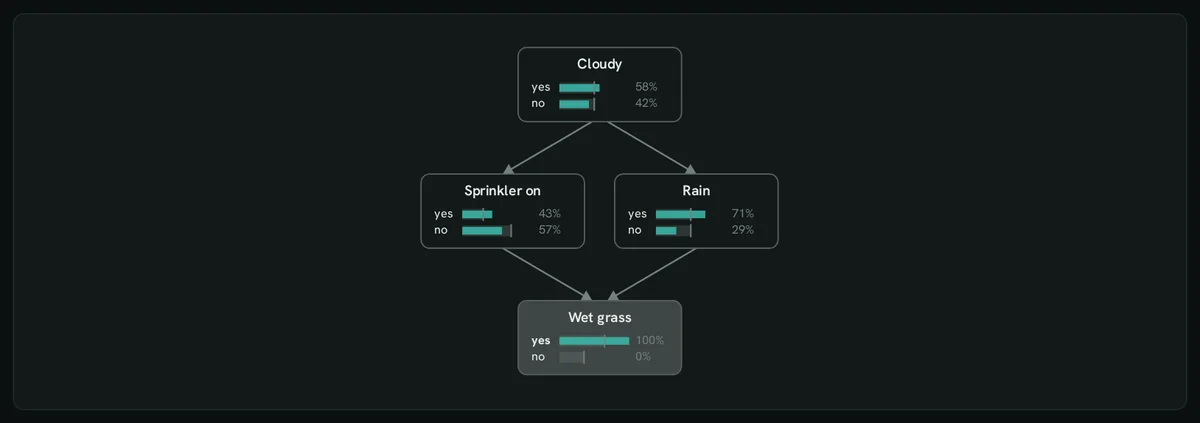 Cloudy
yes 58%
no 42%
Sprinkler on
yes 43%
no 57%
Rain
yes 71%
no 29%
Wet grass
yes 100%
no 0%